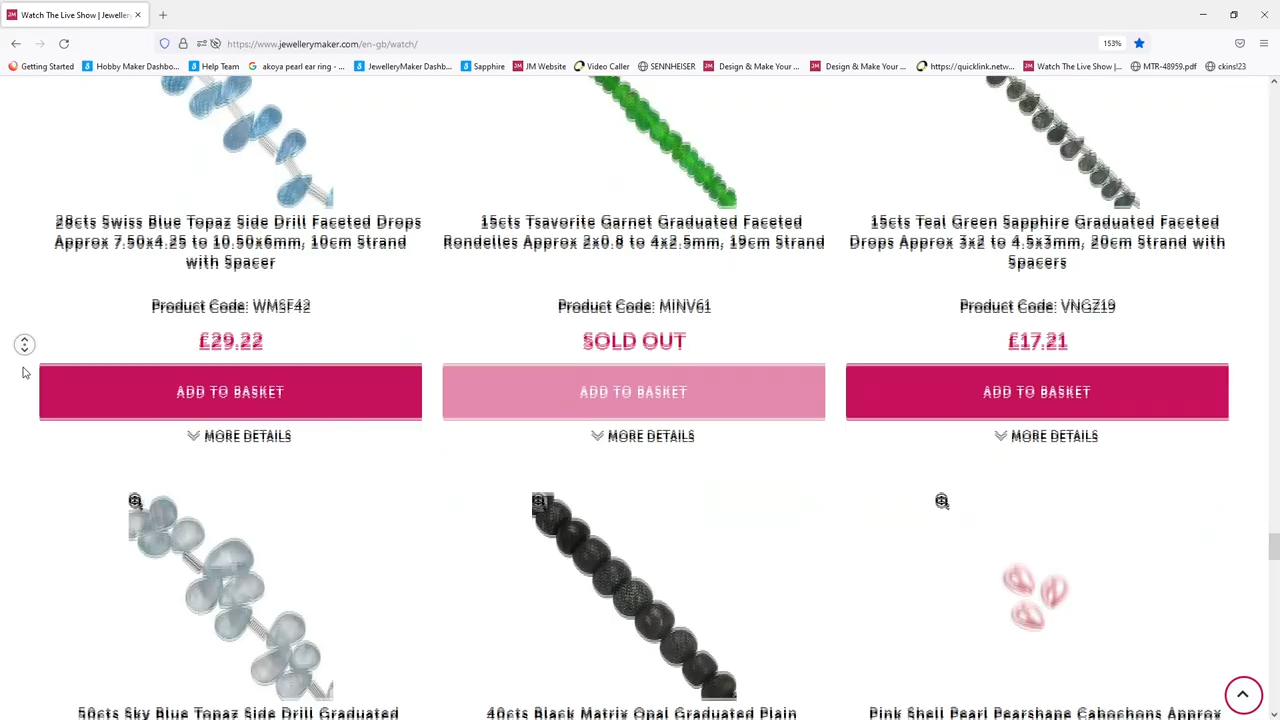 Watch The Live Show | Jeweller
https://www.jewellerymaker.com/en-gb/watch/
153%
Getting Started
Hobby Maker Dashbo...
Help Team
akoya pearl ear ring - ...
JewelleryMaker Dashb...
Sapphire
JM Website
Video Caller
SENNHEISER
Design & Make Your ...
Design & Make Your ...
https://quicklink.netw...
Watch The Live Show |...
MTR-48959.pdf
ckins!23
28cts Swiss Blue Topaz Side Drill Faceted Drops
Approx 7.50x4.25 to 10.50x6mm, 10cm Strand
with Spacer
Product Code: WMSF42
£29.22
ADD TO BASKET
MORE DETAILS
15cts Tsavorite Garnet Graduated Faceted
Rondelles Approx 2x0.8 to 4x2.5mm, 19cm Strand
Product Code: MINV61
SOLD OUT
ADD TO BASKET
MORE DETAILS
15cts Teal Green Sapphire Graduated Faceted
Drops Approx 3x2 to 4.5x3mm, 20cm Strand with
Spacers
Product Code: VNGZ19
£17.21
ADD TO BASKET
MORE DETAILS
50cts Sky Blue Topaz Side Drill Graduated
40cts Black Matrix Opal Graduated Plain
Pink Shell Pearl Pearshape Cabochons Approx